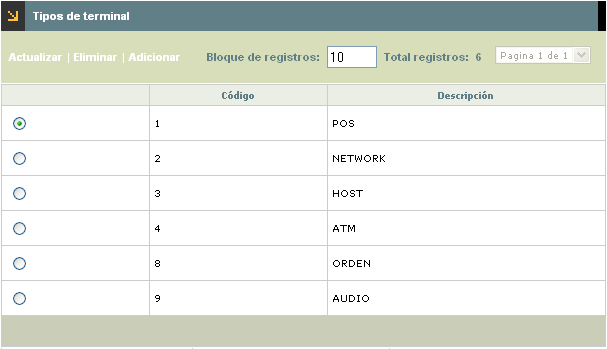 Tipos de terminal
Actualizar | Eliminar | Adicionar Bloque de registros: 10 Total registros: 6 Pagina 1 de 1
Código Descripción
1 POS
2 NETWORK
3 HOST
4 ATM
8 ORDEN
9 AUDIO